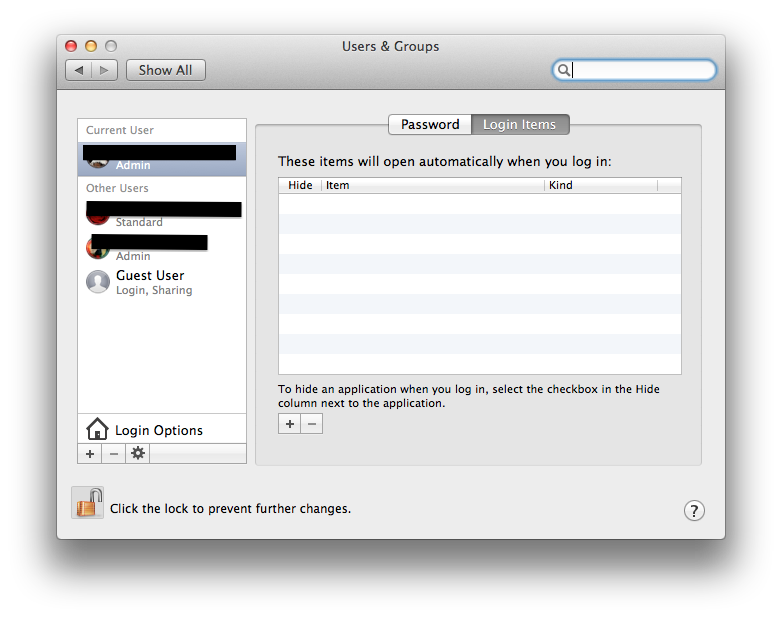 Users & Groups
Show All
Password
Login Items
Current User
Admin
Other Users
Standard
Admin
Guest User
Login, Sharing
Login Options
These items will open automatically when you log in:
Hide Item Kind
To hide an application when you log in, select the checkbox in the Hide
column next to the application.
+ −
+ −
Click the lock to prevent further changes.
?